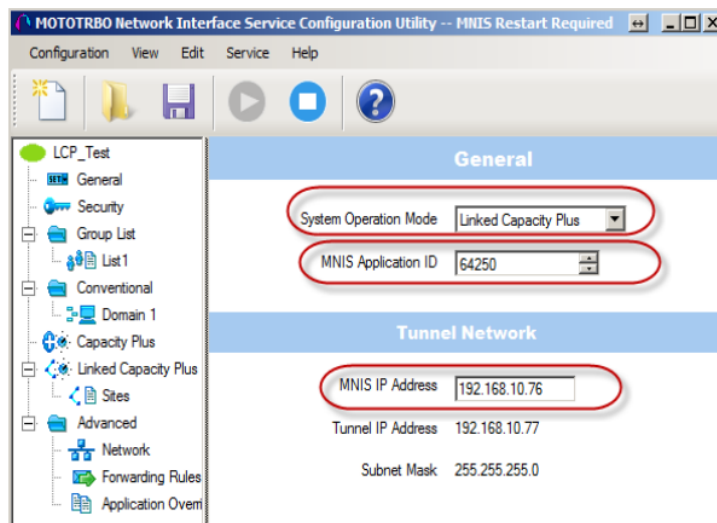 MOTOTRBO Network Interface Service Configuration Utility -- MNIS Restart Required
Configuration View Edit Service Help
LCP_Test
General
Security
Group List
List1
Conventional
Domain 1
Capacity Plus
Linked Capacity Plus
Sites
Advanced
Network
Forwarding Rules
Application Overri
General
System Operation Mode Linked Capacity Plus
MNIS Application ID 64250
Tunnel Network
MNIS IP Address 192.168.10.76
Tunnel IP Address 192.168.10.77
Subnet Mask 255.255.255.0